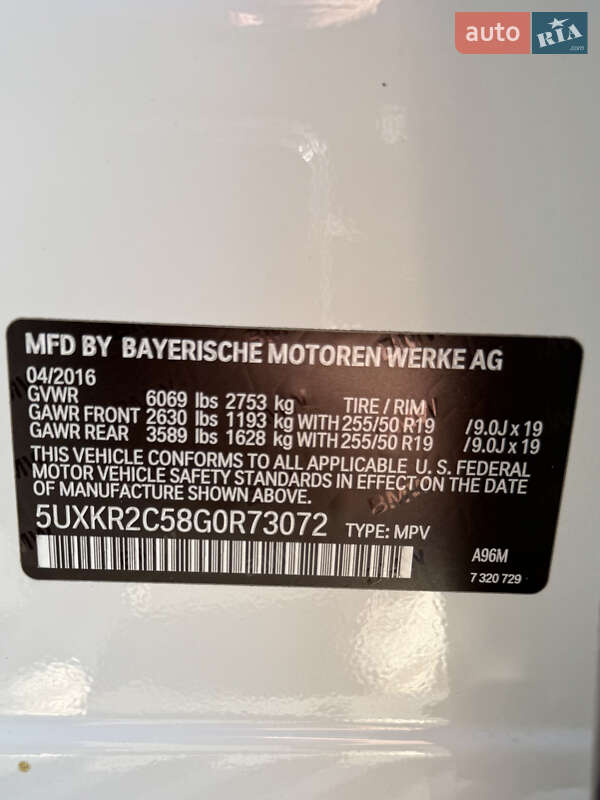 auto RIA
.com
MFD BY BAYERISCHE MOTOREN WERKE AG
04/2016
GVWR 6069 lbs 2753 kg TIRE / RIM
GAWR FRONT 2630 lbs 1193 kg WITH 255/50 R19 /9.0J x 19
GAWR REAR 3589 lbs 1628 kg WITH 255/50 R19 /9.0J x 19
THIS VEHICLE CONFORMS TO ALL APPLICABLE U. S. FEDERAL
MOTOR VEHICLE SAFETY STANDARDS IN EFFECT ON THE DATE
OF MANUFACTURE SHOWN ABOVE.
5UXKR2C58G0R73072 TYPE: MPV
A96M
7 320 729